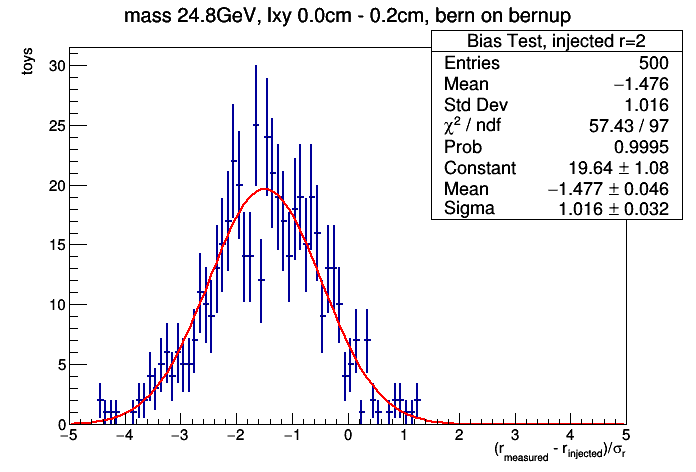 mass 24.8GeV, lxy 0.0cm - 0.2cm, bern on bernup
Bias Test, injected r=2
Entries 500
Mean −1.476
Std Dev 1.016
χ² / ndf 57.43 / 97
Prob 0.9995
Constant 19.64 ± 1.08
Mean −1.477 ± 0.046
Sigma 1.016 ± 0.032
toys
30
25
20
15
10
5
0
−5 −4 −3 −2 −1 0 1 2 3 4 5
(r_measured - r_injected)/σ_r